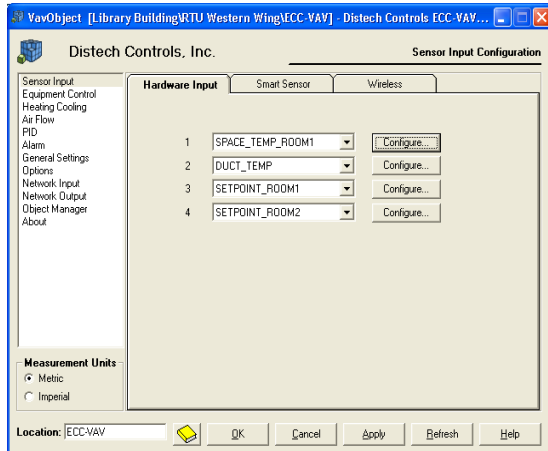 VavObject [Library Building\RTU Western Wing\ECC-VAV] - Distech Controls ECC-VAV...
Distech Controls, Inc.
Sensor Input Configuration
Sensor Input
Equipment Control
Heating Cooling
Air Flow
PID
Alarm
General Settings
Options
Network Input
Network Output
Object Manager
About
Hardware Input Smart Sensor Wireless
1 SPACE_TEMP_ROOM1 Configure...
2 DUCT_TEMP Configure...
3 SETPOINT_ROOM1 Configure...
4 SETPOINT_ROOM2 Configure...
Measurement Units
Metric
Imperial
Location: ECC-VAV OK Cancel Apply Refresh Help